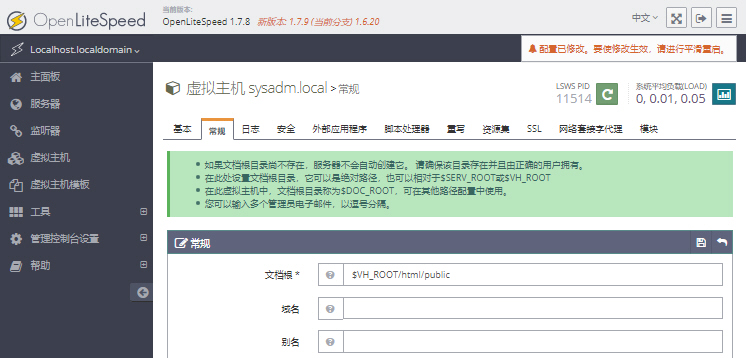 OpenLiteSpeed
当前版本:
OpenLiteSpeed 1.7.8 新版本: 1.7.9 (当前分支) 1.6.20
中文
Localhost.localdomain
配置已修改。要使修改生效，请进行平滑重启。
主面板
服务器
监听器
虚拟主机
虚拟主机模板
工具
管理控制台设置
帮助
虚拟主机 sysadm.local > 常规
LSWS PID
11514
系统平均负载(LOAD)
0, 0.01, 0.05
基本 常规 日志 安全 外部应用程序 脚本处理器 重写 资源集 SSL 网络套接字代理 模块
如果文档根目录尚不存在，服务器不会自动创建它。 请确保该目录存在并且由正确的用户拥有。
在此处设置文档根目录，它可以是绝对路径，也可以相对于$SERV_ROOT或$VH_ROOT
在此虚拟主机中，文档根目录称为$DOC_ROOT，可在其他路径配置中使用。
您可以输入多个管理员电子邮件，以逗号分隔。
常规
文档根 * $VH_ROOT/html/public
域名
别名